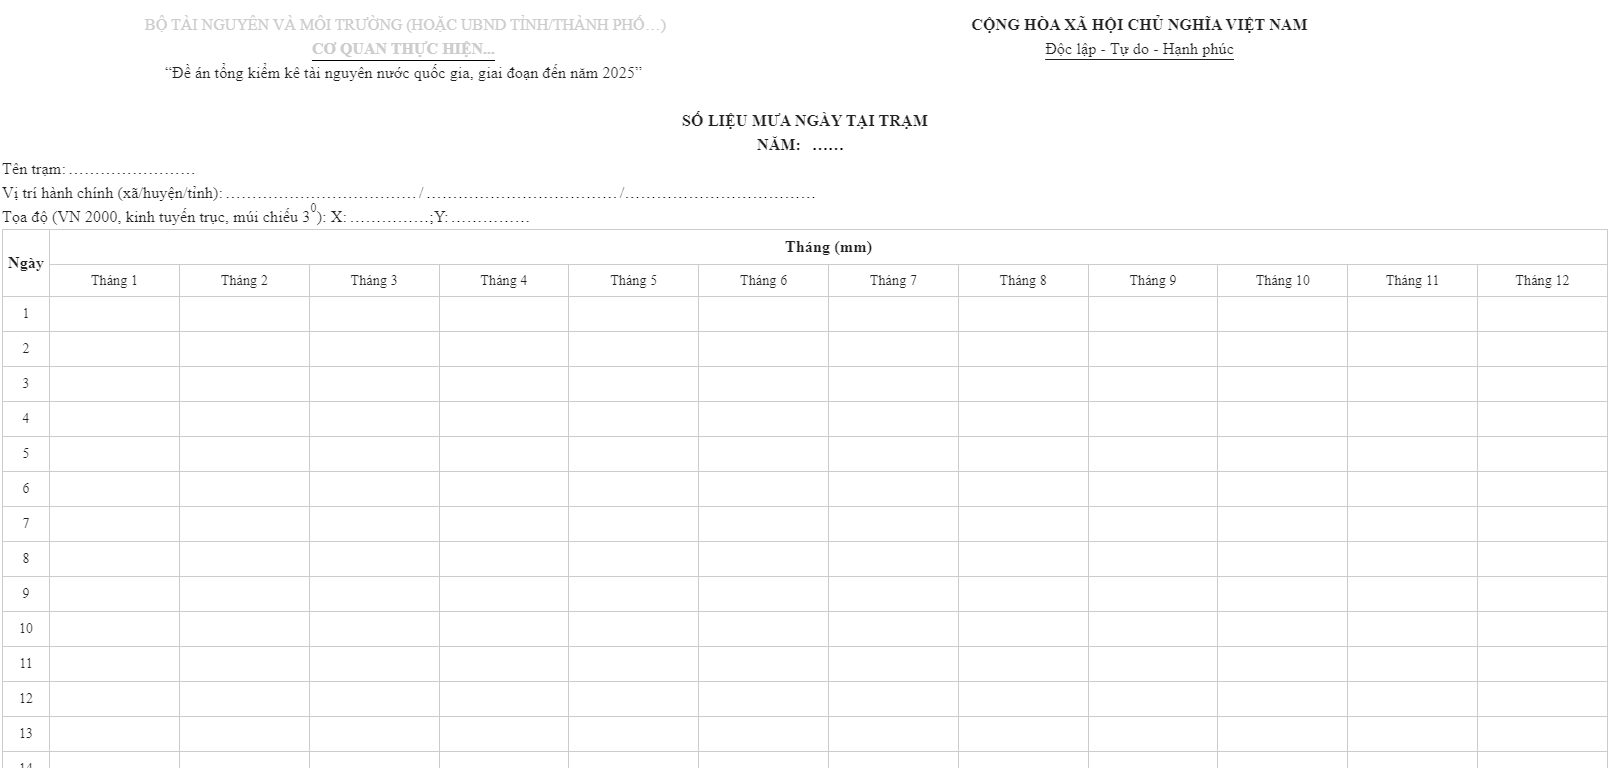 BỘ TÀI NGUYÊN VÀ MÔI TRƯỜNG (HOẶC UBND TỈNH/THÀNH PHỐ…)
CƠ QUAN THỰC HIỆN...
“Đề án tổng kiểm kê tài nguyên nước quốc gia, giai đoạn đến năm 2025”
CỘNG HÒA XÃ HỘI CHỦ NGHĨA VIỆT NAM
Độc lập - Tự do - Hạnh phúc
SỐ LIỆU MƯA NGÀY TẠI TRẠM
NĂM: ……
Tên trạm: ……………………
Vị trí hành chính (xã/huyện/tỉnh): ……………………………… / ……………………………… /………………………………
Tọa độ (VN 2000, kinh tuyến trục, múi chiếu 3⁰): X: ……………;Y: ……………
Ngày
Tháng (mm)
Tháng 1 Tháng 2 Tháng 3 Tháng 4 Tháng 5 Tháng 6 Tháng 7 Tháng 8 Tháng 9 Tháng 10 Tháng 11 Tháng 12
1
2
3
4
5
6
7
8
9
10
11
12
13
14